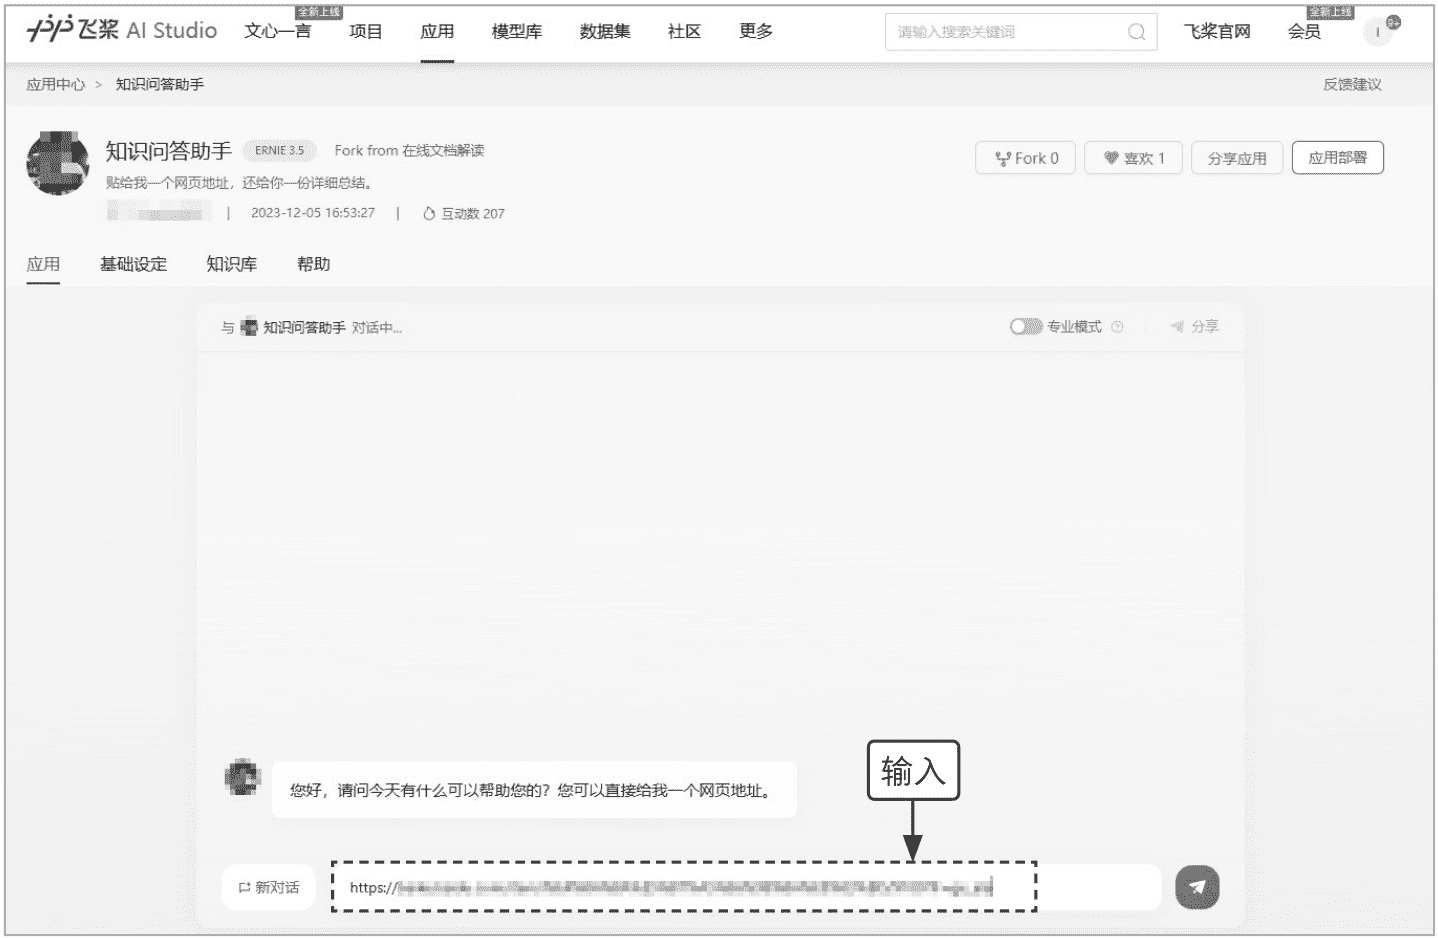 全新上线 全新上线
飞桨 AI Studio 文心一言 项目 应用 模型库 数据集 社区 更多 请输入搜索关键词 飞桨官网 会员 I 9+
应用中心 > 知识问答助手 反馈建议
知识问答助手 ERNIE 3.5 Fork from 在线文档解读 Fork 0 喜欢 1 分享应用 应用部署
贴给我一个网页地址，还给你一份详细总结。
| 2023-12-05 16:53:27 | 互动数 207
应用 基础设定 知识库 帮助
与 知识问答助手 对话中... 专业模式 ? 分享
输入
您好，请问今天有什么可以帮助您的？您可以直接给我一个网页地址。
新对话 https://